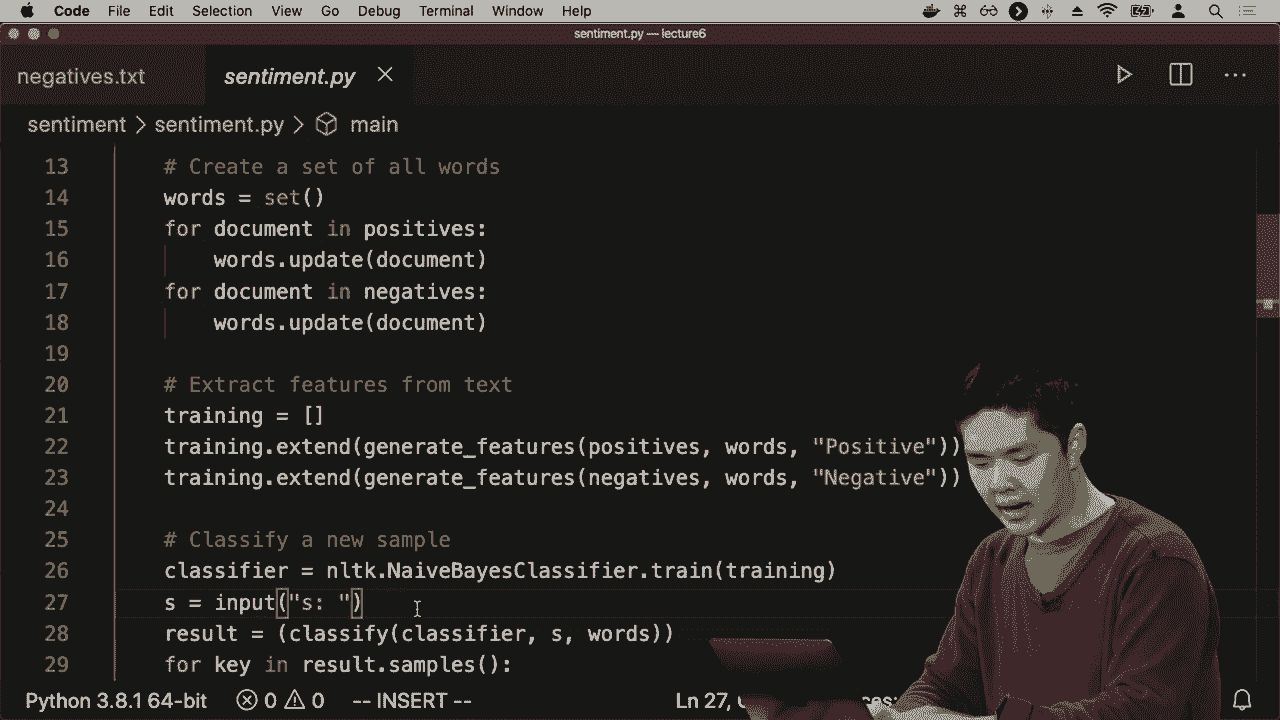 Code File Edit Selection View Go Debug Terminal Window Help
sentiment.py — lecture6
negatives.txt sentiment.py
sentiment > sentiment.py > main
13 # Create a set of all words
14 words = set()
15 for document in positives:
16 words.update(document)
17 for document in negatives:
18 words.update(document)
19
20 # Extract features from text
21 training = []
22 training.extend(generate_features(positives, words, "Positive"))
23 training.extend(generate_features(negatives, words, "Negative"))
24
25 # Classify a new sample
26 classifier = nltk.NaiveBayesClassifier.train(training)
27 s = input("s: ")
28 result = (classify(classifier, s, words))
29 for key in result.samples():
Python 3.8.1 64-bit 0 0 -- INSERT -- Ln 27,